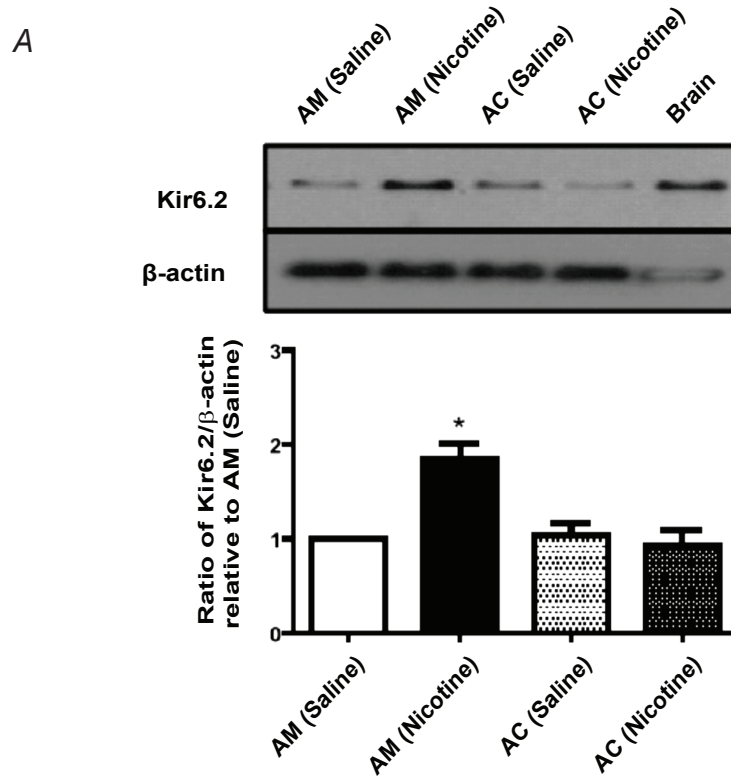 A
AM (Saline)
AM (Nicotine)
AC (Saline)
AC (Nicotine)
Brain
Kir6.2
β-actin
Ratio of Kir6.2/β-actin
relative to AM (Saline)
3
2
1
0
*
AM (Saline)
AM (Nicotine)
AC (Saline)
AC (Nicotine)